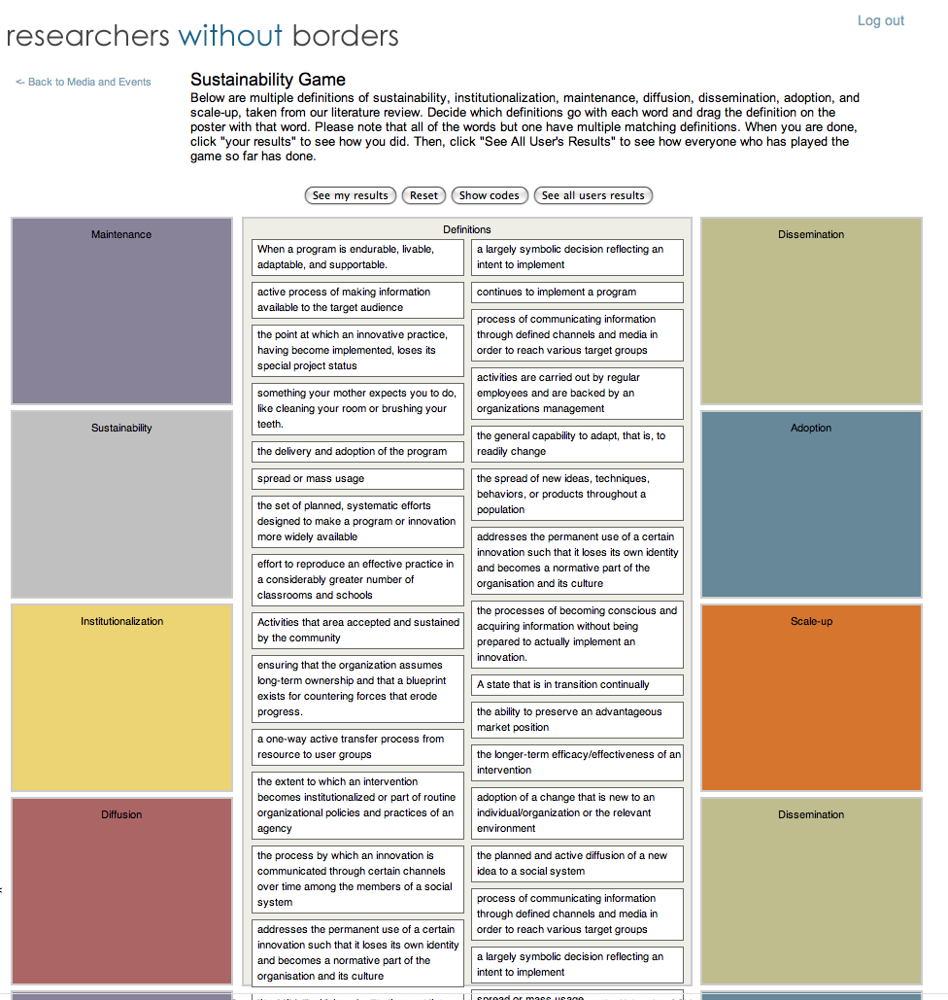 Log out
researchers without borders
<- Back to Media and Events
Sustainability Game
Below are multiple definitions of sustainability, institutionalization, maintenance, diffusion, dissemination, adoption, and
scale-up, taken from our literature review. Decide which definitions go with each word and drag the definition on the
poster with that word. Please note that all of the words but one have multiple matching definitions. When you are done,
click "your results" to see how you did. Then, click "See All User's Results" to see how everyone who has played the
game so far has done.
See my results
Reset
Show codes
See all users results
Maintenance
Sustainability
Institutionalization
Diffusion
Definitions
When a program is endurable, livable,
adaptable, and supportable.
active process of making information
available to the target audience
the point at which an innovative practice,
having become implemented, loses its
special project status
something your mother expects you to do,
like cleaning your room or brushing your
teeth.
the delivery and adoption of the program
spread or mass usage
the set of planned, systematic efforts
designed to make a program or innovation
more widely available
effort to reproduce an effective practice in
a considerably greater number of
classrooms and schools
Activities that area accepted and sustained
by the community
ensuring that the organization assumes
long-term ownership and that a blueprint
exists for countering forces that erode
progress.
a one-way active transfer process from
resource to user groups
the extent to which an intervention
becomes institutionalized or part of routine
organizational policies and practices of an
agency
the process by which an innovation is
communicated through certain channels
over time among the members of a social
system
addresses the permanent use of a certain
innovation such that it loses its own identity
and becomes a normative part of the
organisation and its culture
a largely symbolic decision reflecting an
intent to implement
continues to implement a program
process of communicating information
through defined channels and media in
order to reach various target groups
activities are carried out by regular
employees and are backed by an
organizations management
the general capability to adapt, that is, to
readily change
the spread of new ideas, techniques,
behaviors, or products throughout a
population
addresses the permanent use of a certain
innovation such that it loses its own identity
and becomes a normative part of the
organisation and its culture
the processes of becoming conscious and
acquiring information without being
prepared to actually implement an
innovation.
A state that is in transition continually
the ability to preserve an advantageous
market position
the longer-term efficacy/effectiveness of an
intervention
adoption of a change that is new to an
individual/organization or the relevant
environment
the planned and active diffusion of a new
idea to a social system
process of communicating information
through defined channels and media in
order to reach various target groups
a largely symbolic decision reflecting an
intent to implement
spread or mass usage
Dissemination
Adoption
Scale-up
Dissemination